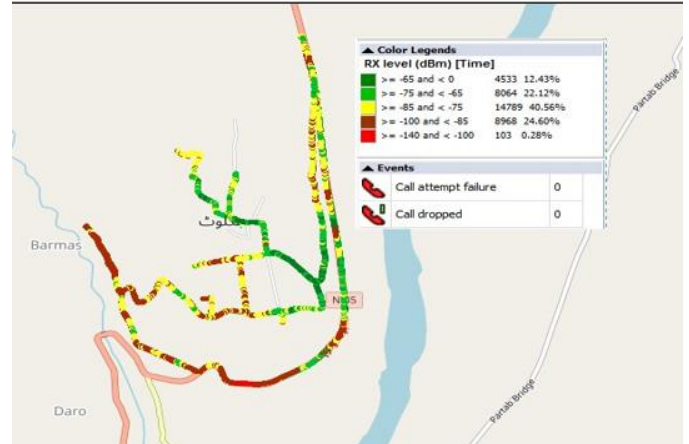 Color Legends
RX level (dBm) [Time]
>= -65 and < 0 4533 12.43%
>= -75 and < -65 8064 22.12%
>= -85 and < -75 14789 40.56%
>= -100 and < -85 8968 24.60%
>= -140 and < -100 103 0.28%
Events
Call attempt failure 0
Call dropped 0
Partab Bridge
Barmas
Partab Bridge
Daro